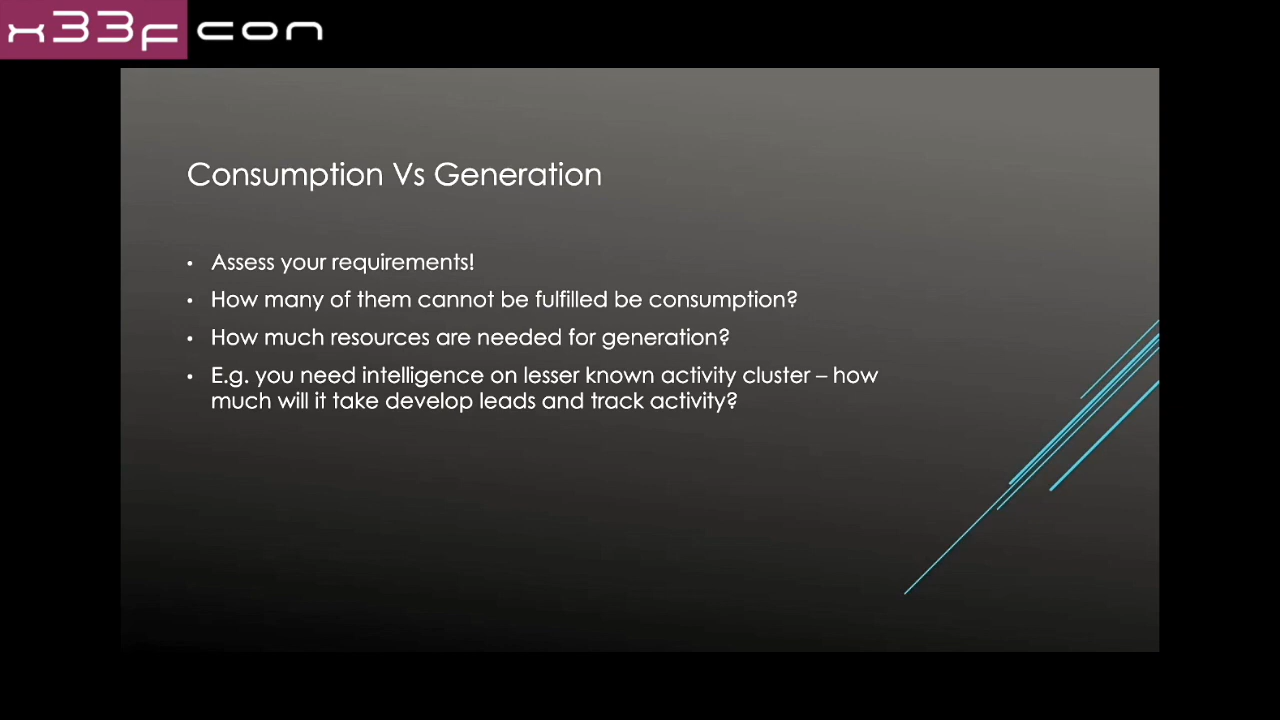 x33fcon
Consumption Vs Generation
• Assess your requirements!
• How many of them cannot be fulfilled be consumption?
• How much resources are needed for generation?
• E.g. you need intelligence on lesser known activity cluster – how
much will it take develop leads and track activity?